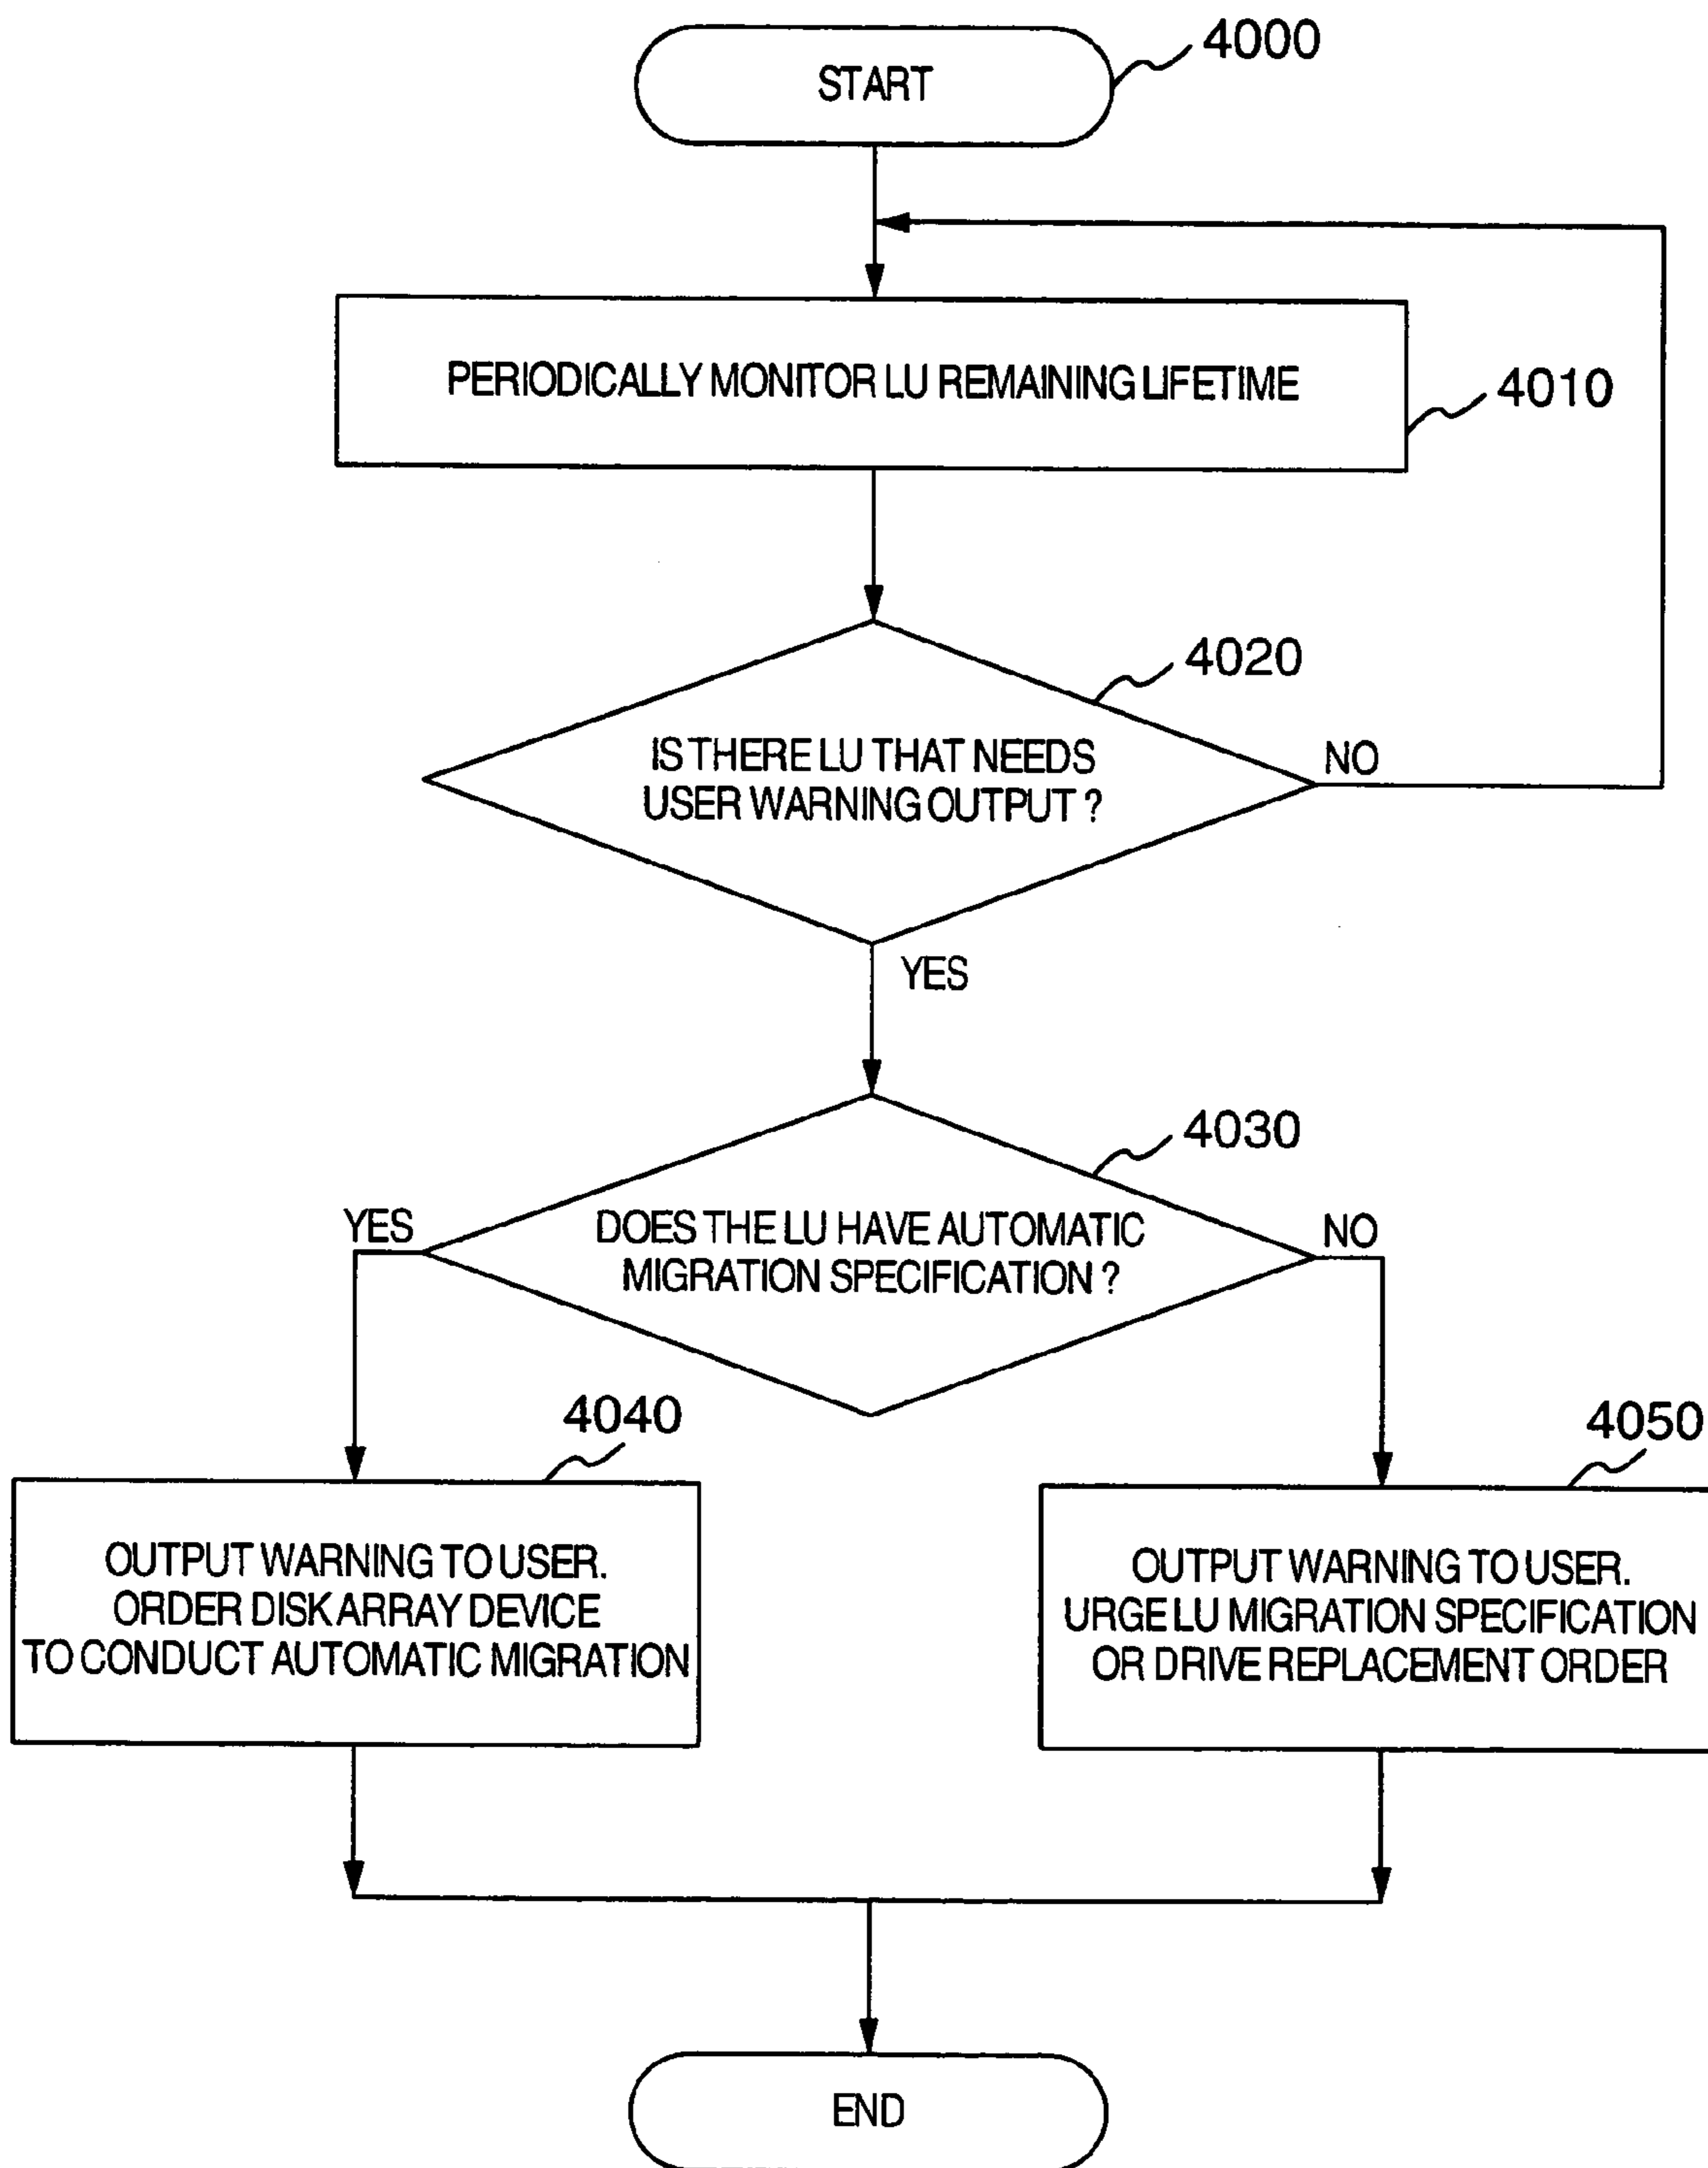 START
4000
PERIODICALLY MONITOR LU REMAINING LIFETIME
4010
4020
IS THERE LU THAT NEEDS
USER WARNING OUTPUT ?
NO
YES
4030
YES
DOES THE LU HAVE AUTOMATIC
MIGRATION SPECIFICATION ?
NO
4040
OUTPUT WARNING TO USER.
ORDER DISK ARRAY DEVICE
TO CONDUCT AUTOMATIC MIGRATION
4050
OUTPUT WARNING TO USER.
URGE LU MIGRATION SPECIFICATION
OR DRIVE REPLACEMENT ORDER
END